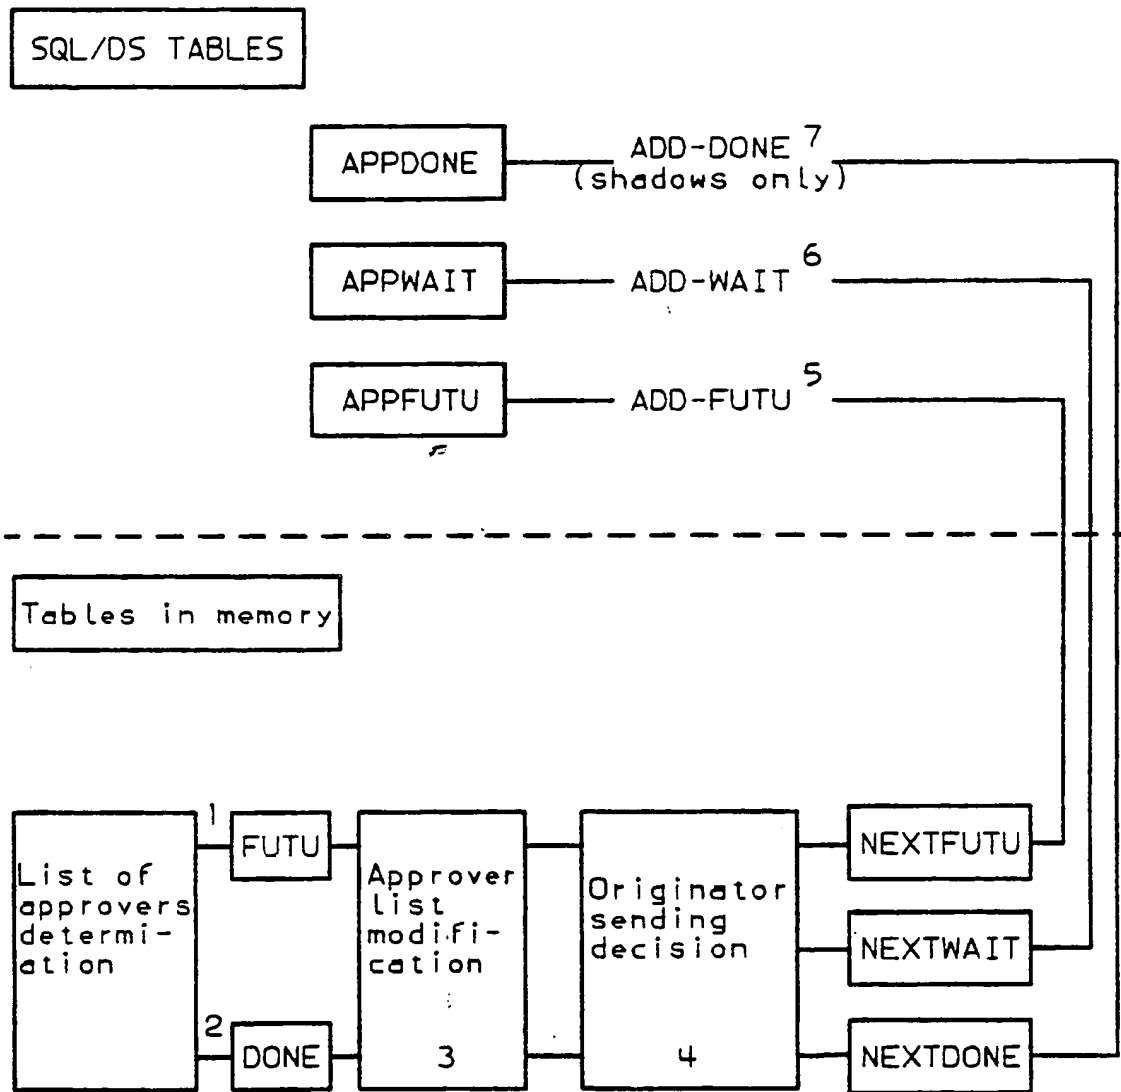 SQL/DS TABLES
APPDONE
ADD-DONE 7
(shadows only)
APPWAIT
ADD-WAIT 6
APPFUTU
ADD-FUTU 5
Tables in memory
List of
approvers
determi-
ation
1
FUTU
2
DONE
Approver
list
modifi-
cation
3
Originator
sending
decision
4
NEXTFUTU
NEXTWAIT
NEXTDONE